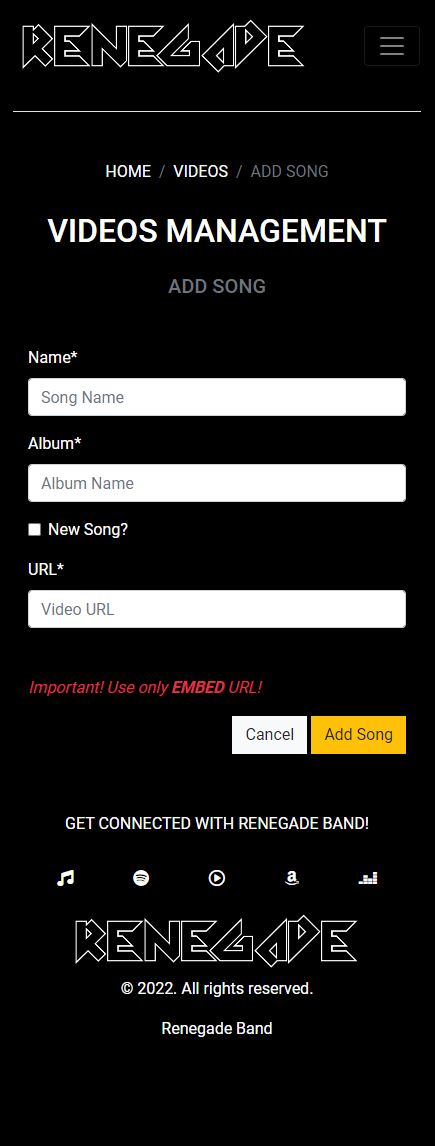 RENEGADE
HOME / VIDEOS / ADD SONG
VIDEOS MANAGEMENT
ADD SONG
Name*
Song Name
Album*
Album Name
New Song?
URL*
Video URL
Important! Use only EMBED URL!
Cancel Add Song
GET CONNECTED WITH RENEGADE BAND!
RENEGADE
© 2022. All rights reserved.
Renegade Band